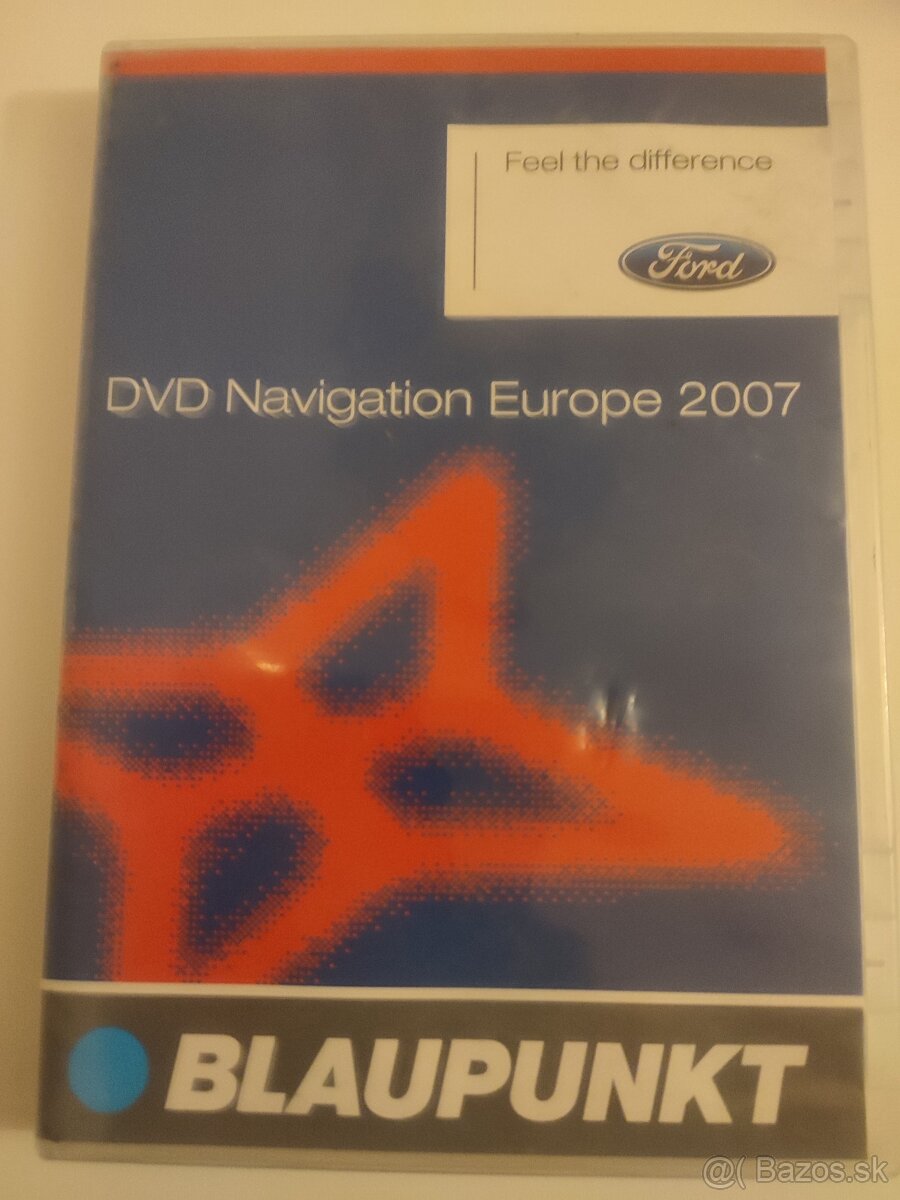 Feel the difference
Ford
DVD Navigation Europe 2007
BLAUPUNKT
@( Bazos.sk